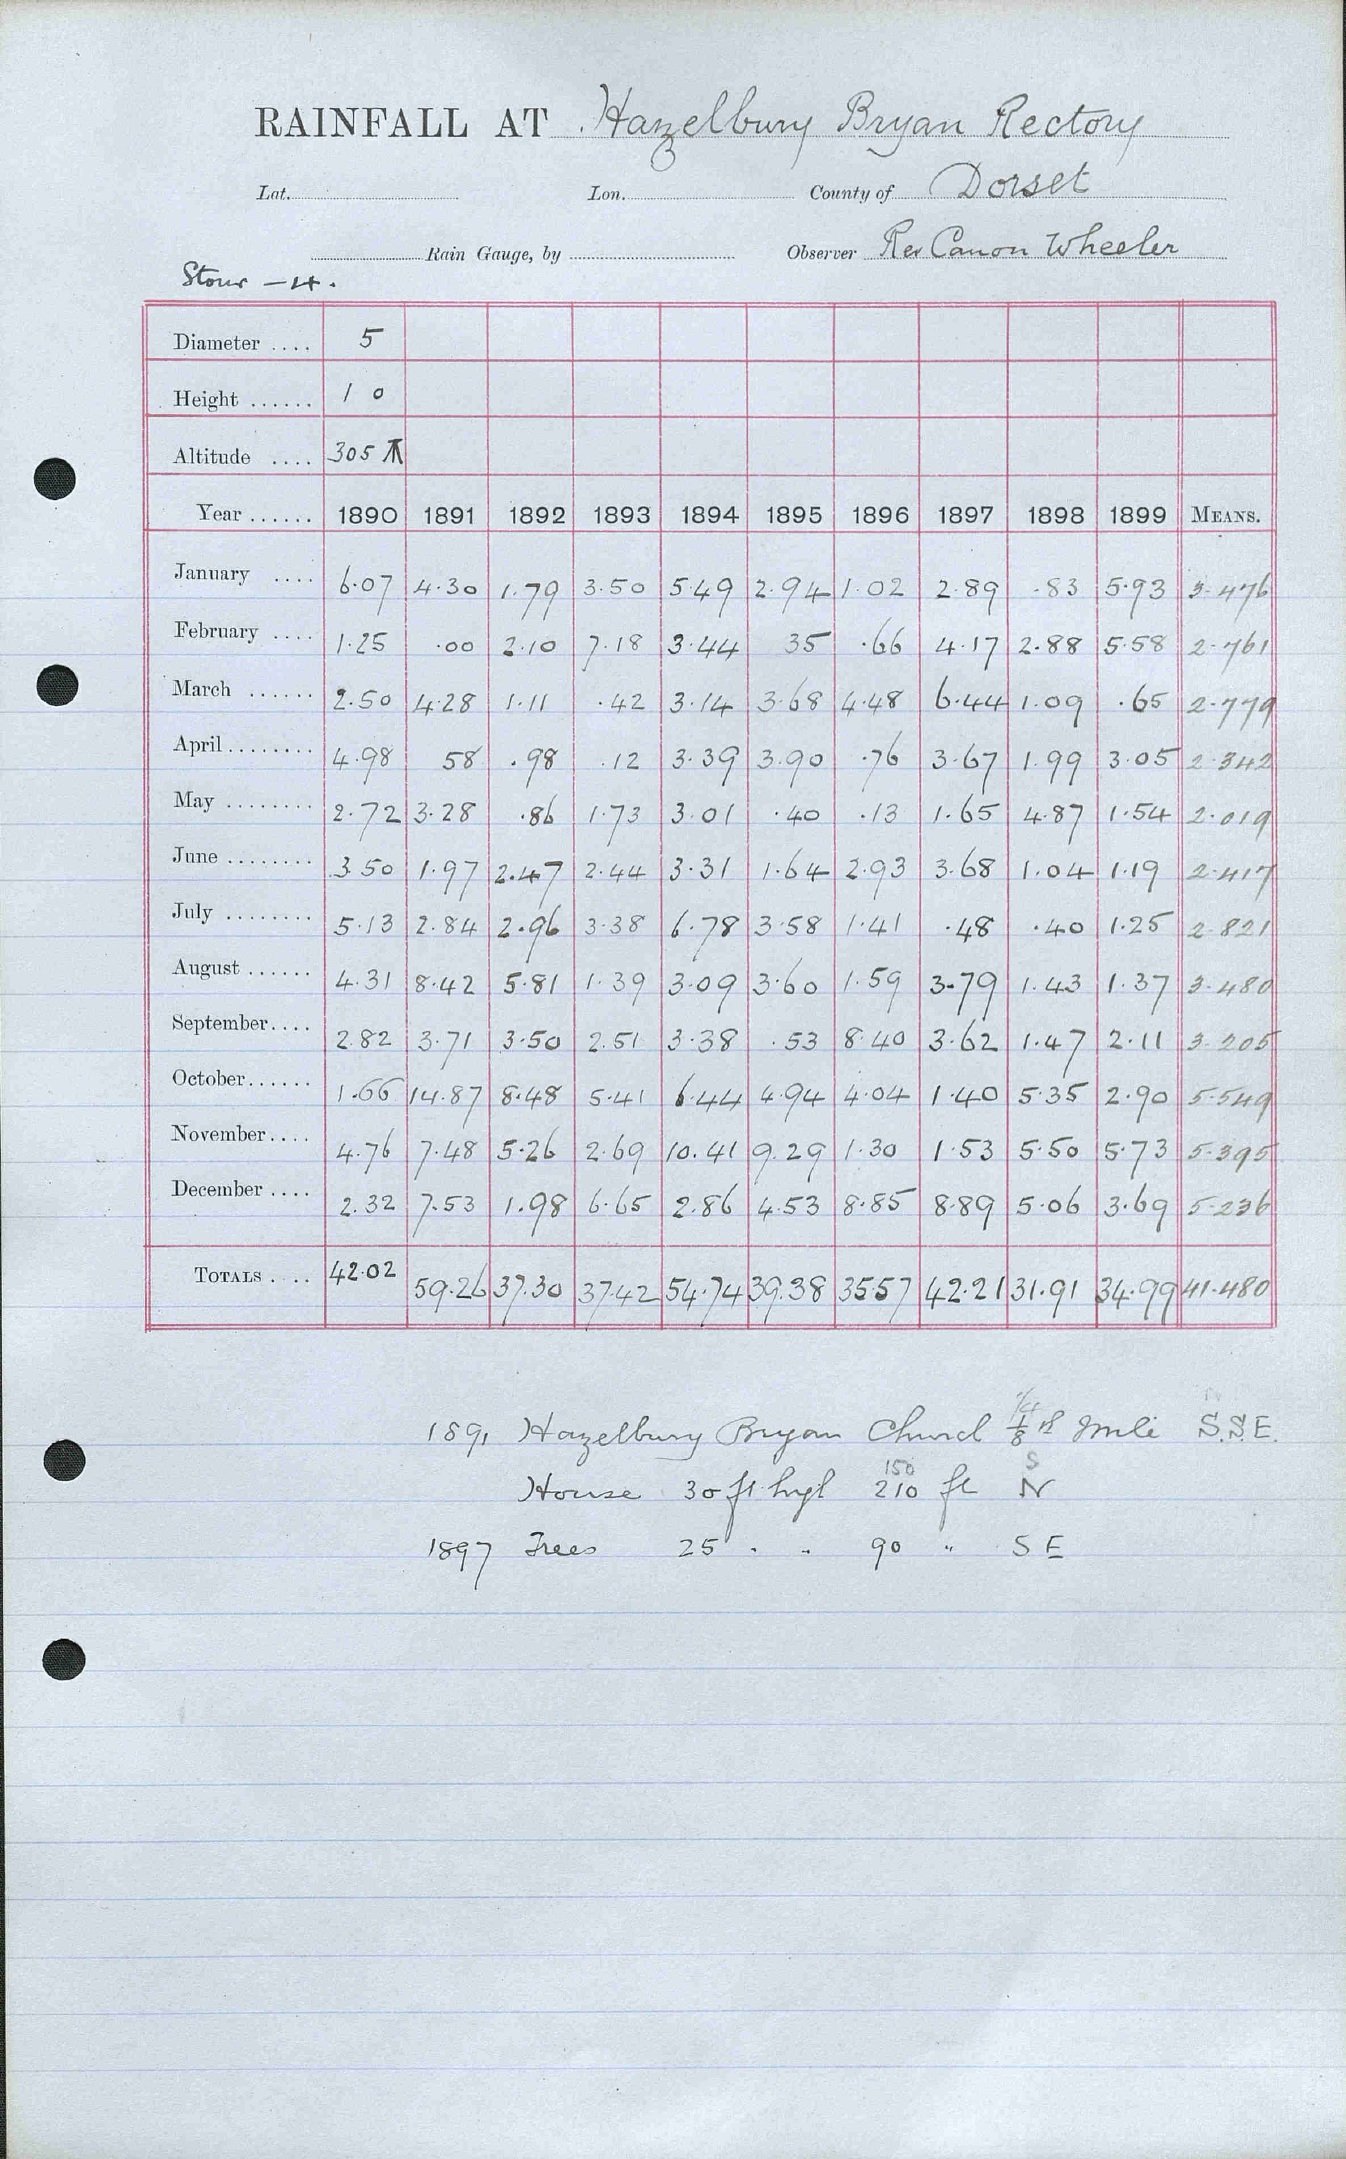 RAINFALL AT Hazelbury Bryan Rectory
Lat. Lon. County of Dorset
Rain Gauge, by Observer Rev Canon Wheeler
Stour - 4.
Diameter .... 5
Height ...... 1 0
Altitude .... 305
Year ...... 1890 1891 1892 1893 1894 1895 1896 1897 1898 1899 MEANS.
January .... 6.07 4.30 1.79 3.50 5.49 2.94 1.02 2.89 .83 5.93 3.476
February .... 1.25 .00 2.10 7.18 3.44 35 .66 4.17 2.88 5.58 2.761
March ...... 2.50 4.28 1.11 .42 3.14 3.68 4.48 6.44 1.09 .65 2.779
April ........ 4.98 58 .98 .12 3.39 3.90 .76 3.67 1.99 3.05 2.342
May ........ 2.72 3.28 .86 1.73 3.01 .40 .13 1.65 4.87 1.54 2.019
June ........ 3.50 1.97 2.47 2.44 3.31 1.64 2.93 3.68 1.04 1.19 2.417
July ........ 5.13 2.84 2.96 3.38 6.78 3.58 1.41 .48 .40 1.25 2.821
August ...... 4.31 8.42 5.81 1.39 3.09 3.60 1.59 3.79 1.43 1.37 3.480
September.... 2.82 3.71 3.50 2.51 3.38 .53 8.40 3.62 1.47 2.11 3.205
October...... 1.66 14.87 8.48 5.41 6.44 4.94 4.04 1.40 5.35 2.90 5.549
November.... 4.76 7.48 5.26 2.69 10.41 9.29 1.30 1.53 5.50 5.73 5.395
December .... 2.32 7.53 1.98 6.65 2.86 4.53 8.85 8.89 5.06 3.69 5.236
TOTALS .... 42.02 59.26 37.30 37.42 54.74 39.38 35.57 42.21 31.91 34.99 41.480
1/4
1891 Hazelbury Bryan Church 1/8 of mile S.S.E.
150 S
House 30 ft high 210 ft N
1897 Trees 25 " " 90 " S E